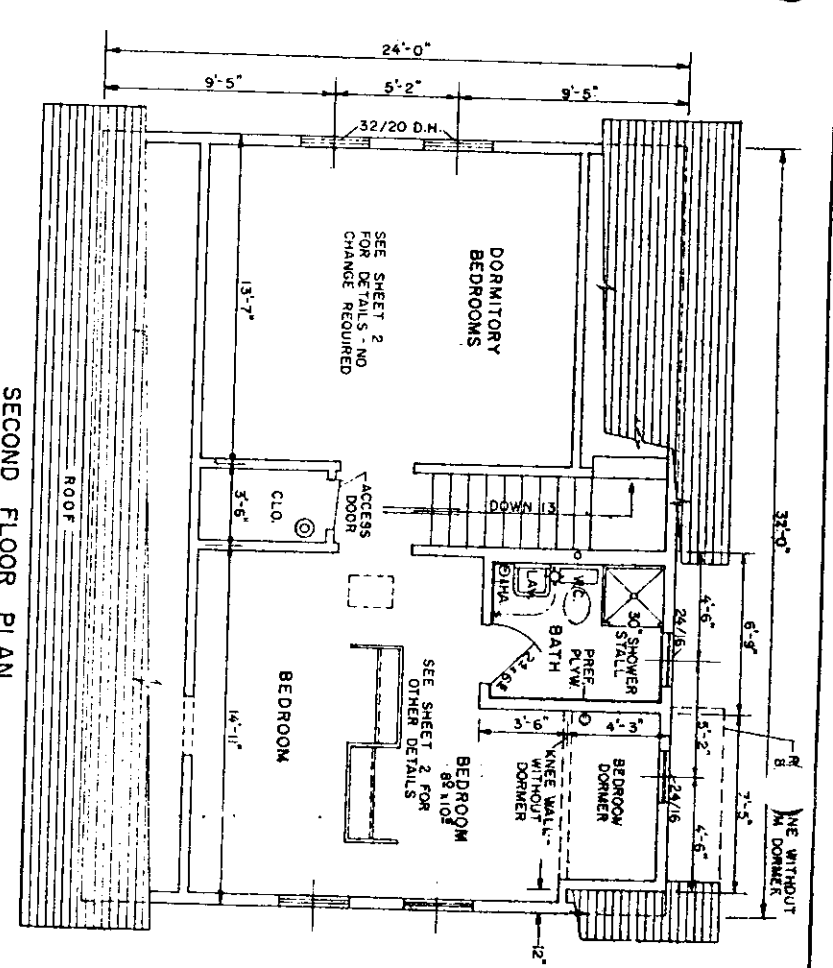 24'-0"
9'-5"
5'-2"
9'-5"
32/20 D.H.
32'-0"
DORMITORY
BEDROOMS
SEE SHEET 2
FOR DETAILS - NO
CHANGE REQUIRED
13'-7"
3'-6"
14'-11"
CLO.
ACCESS
DOOR
DOWN 13
4'-6"
6'-9"
24/16
30" SHOWER
STALL
W.C.
LAV.
BATH
PREF.
PLYW.
5'-2"
7'-5"
4'-6"
24/16
3'-6"
4'-3"
BEDROOM
DORMER
KNEE WALL
WITHOUT
DORMER
NE WITHOUT
M DORMER
BEDROOM
SEE SHEET 2 FOR
OTHER DETAILS
BEDROOM
12"
ROOF
SECOND FLOOR PLAN